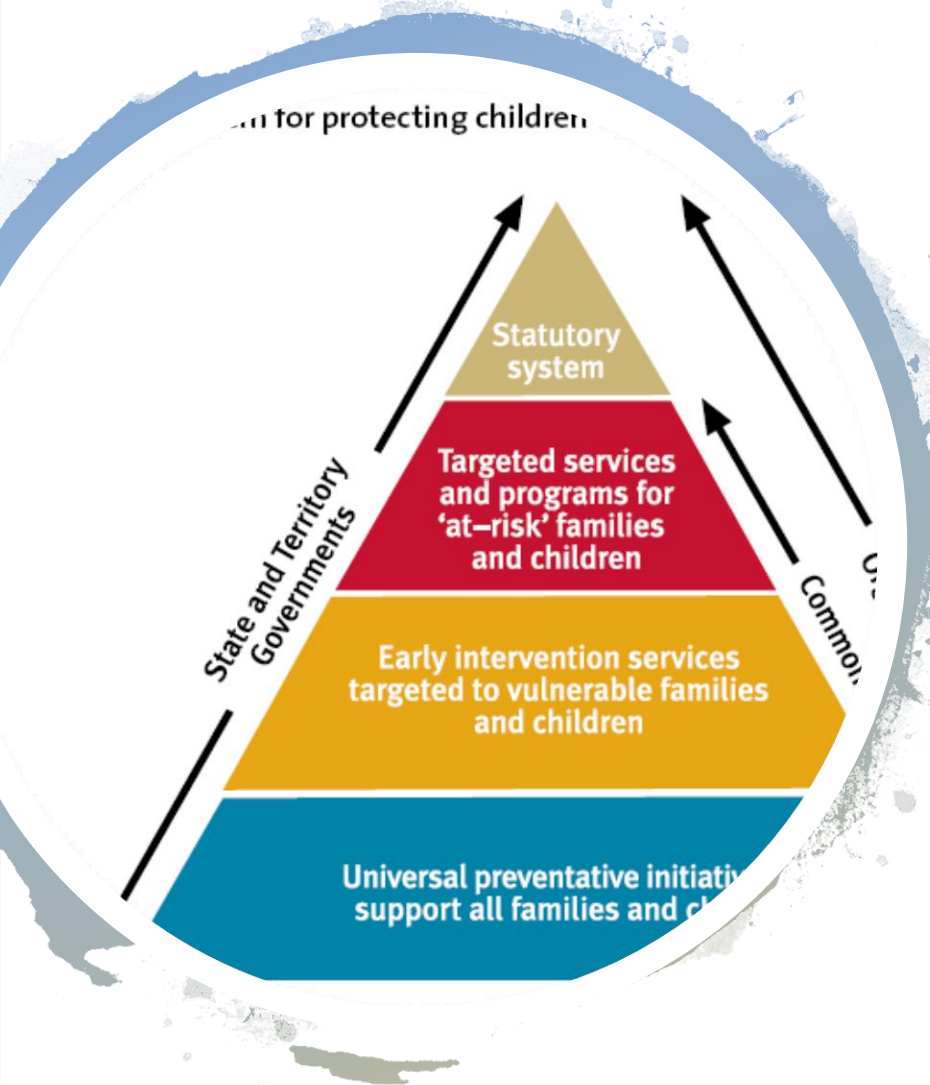 for protecting children
Statutory
system
Targeted services
and programs for
‘at–risk’ families
and children
State and Territory
Governments
Early intervention services
targeted to vulnerable families
and children
Universal preventative
support all families and